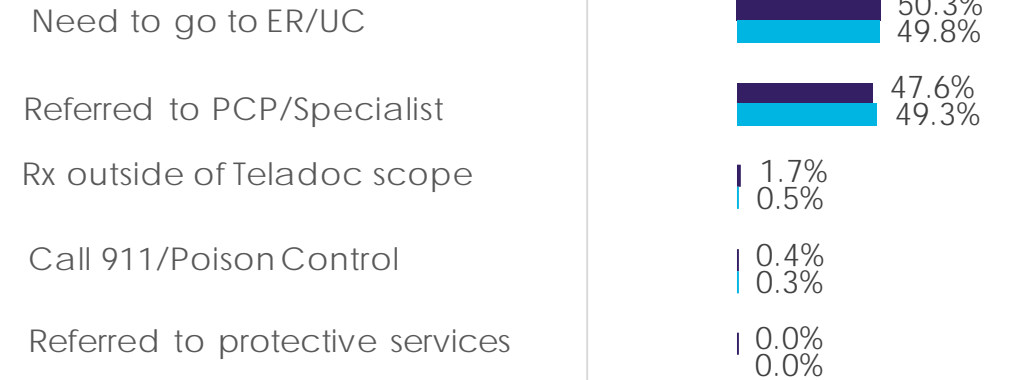 Need to go to ER/UC
50.3%
49.8%
Referred to PCP/Specialist
47.6%
49.3%
Rx outside of Teladoc scope
1.7%
0.5%
Call 911/Poison Control
0.4%
0.3%
Referred to protective services
0.0%
0.0%